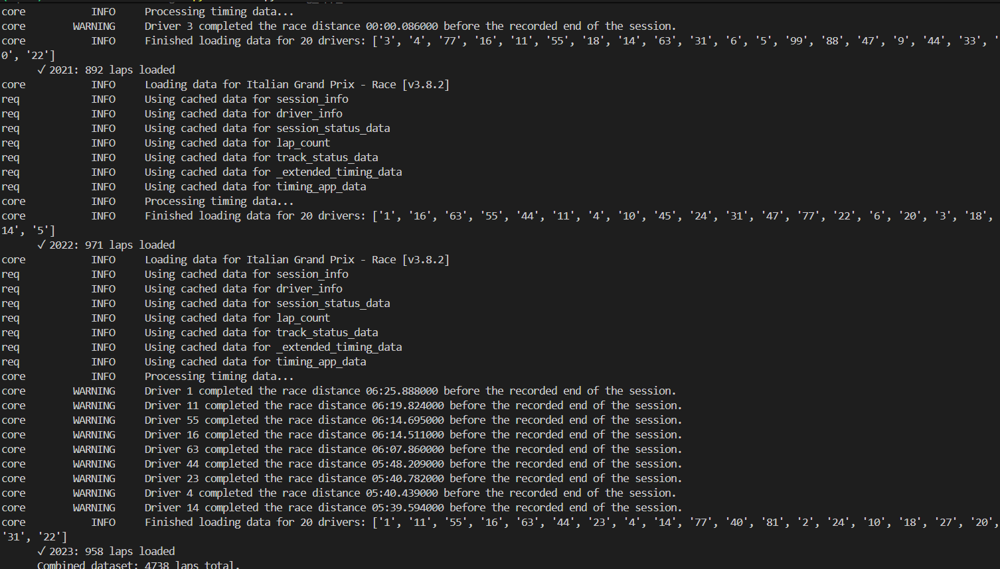 core INFO Processing timing data...
core WARNING Driver 3 completed the race distance 00:00.086000 before the recorded end of the session.
core INFO Finished loading data for 20 drivers: ['3', '4', '77', '16', '11', '55', '18', '14', '63', '31', '6', '5', '99', '88', '47', '9', '44', '33', '
0', '22']
✓ 2021: 892 laps loaded
core INFO Loading data for Italian Grand Prix - Race [v3.8.2]
req INFO Using cached data for session_info
req INFO Using cached data for driver_info
req INFO Using cached data for session_status_data
req INFO Using cached data for lap_count
req INFO Using cached data for track_status_data
req INFO Using cached data for _extended_timing_data
req INFO Using cached data for timing_app_data
core INFO Processing timing data...
core INFO Finished loading data for 20 drivers: ['1', '16', '63', '55', '44', '11', '4', '10', '45', '24', '31', '47', '77', '22', '6', '20', '3', '18',
14', '5']
✓ 2022: 971 laps loaded
core INFO Loading data for Italian Grand Prix - Race [v3.8.2]
req INFO Using cached data for session_info
req INFO Using cached data for driver_info
req INFO Using cached data for session_status_data
req INFO Using cached data for lap_count
req INFO Using cached data for track_status_data
req INFO Using cached data for _extended_timing_data
req INFO Using cached data for timing_app_data
core INFO Processing timing data...
core WARNING Driver 1 completed the race distance 06:25.888000 before the recorded end of the session.
core WARNING Driver 11 completed the race distance 06:19.824000 before the recorded end of the session.
core WARNING Driver 55 completed the race distance 06:14.695000 before the recorded end of the session.
core WARNING Driver 16 completed the race distance 06:14.511000 before the recorded end of the session.
core WARNING Driver 63 completed the race distance 06:07.860000 before the recorded end of the session.
core WARNING Driver 44 completed the race distance 05:48.209000 before the recorded end of the session.
core WARNING Driver 23 completed the race distance 05:40.782000 before the recorded end of the session.
core WARNING Driver 4 completed the race distance 05:40.439000 before the recorded end of the session.
core WARNING Driver 14 completed the race distance 05:39.594000 before the recorded end of the session.
core INFO Finished loading data for 20 drivers: ['1', '11', '55', '16', '63', '44', '23', '4', '14', '77', '40', '81', '2', '24', '10', '18', '27', '20',
'31', '22']
✓ 2023: 958 laps loaded
Combined dataset: 4738 laps total.